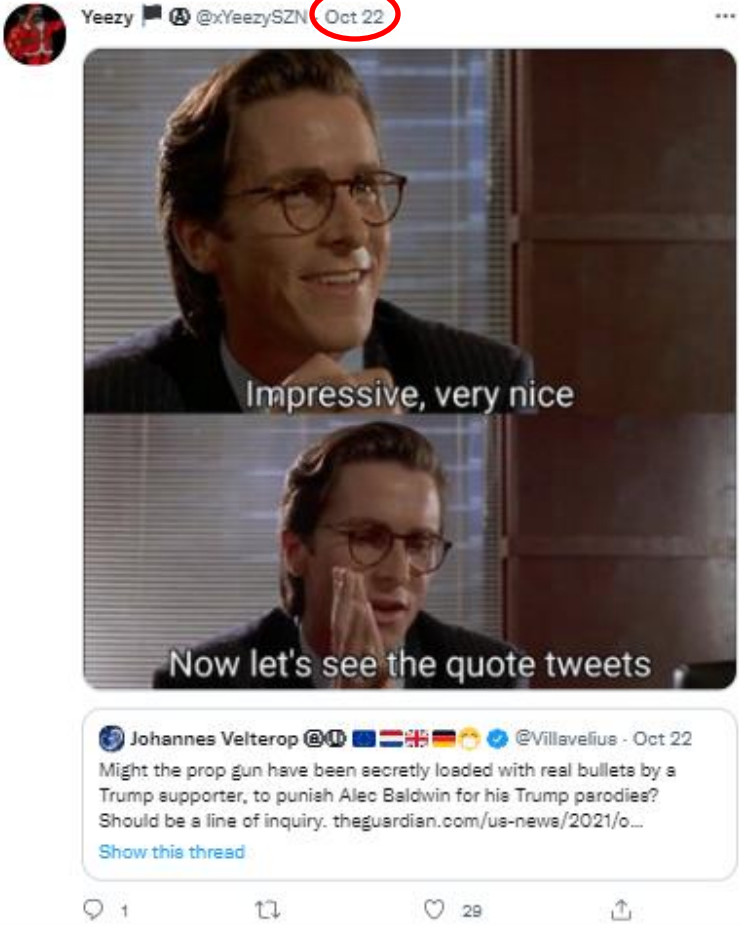 Yeezy 🏴 Ⓐ @xYeezySZN · Oct 22
Impressive, very nice
Now let's see the quote tweets
Johannes Velterop ⓐⓊ 🇪🇺🇳🇱🇬🇧🇩🇪😷 @Villavelius · Oct 22
Might the prop gun have been secretly loaded with real bullets by a
Trump supporter, to punish Alec Baldwin for his Trump parodies?
Should be a line of inquiry. theguardian.com/us-news/2021/o...
Show this thread
1 29